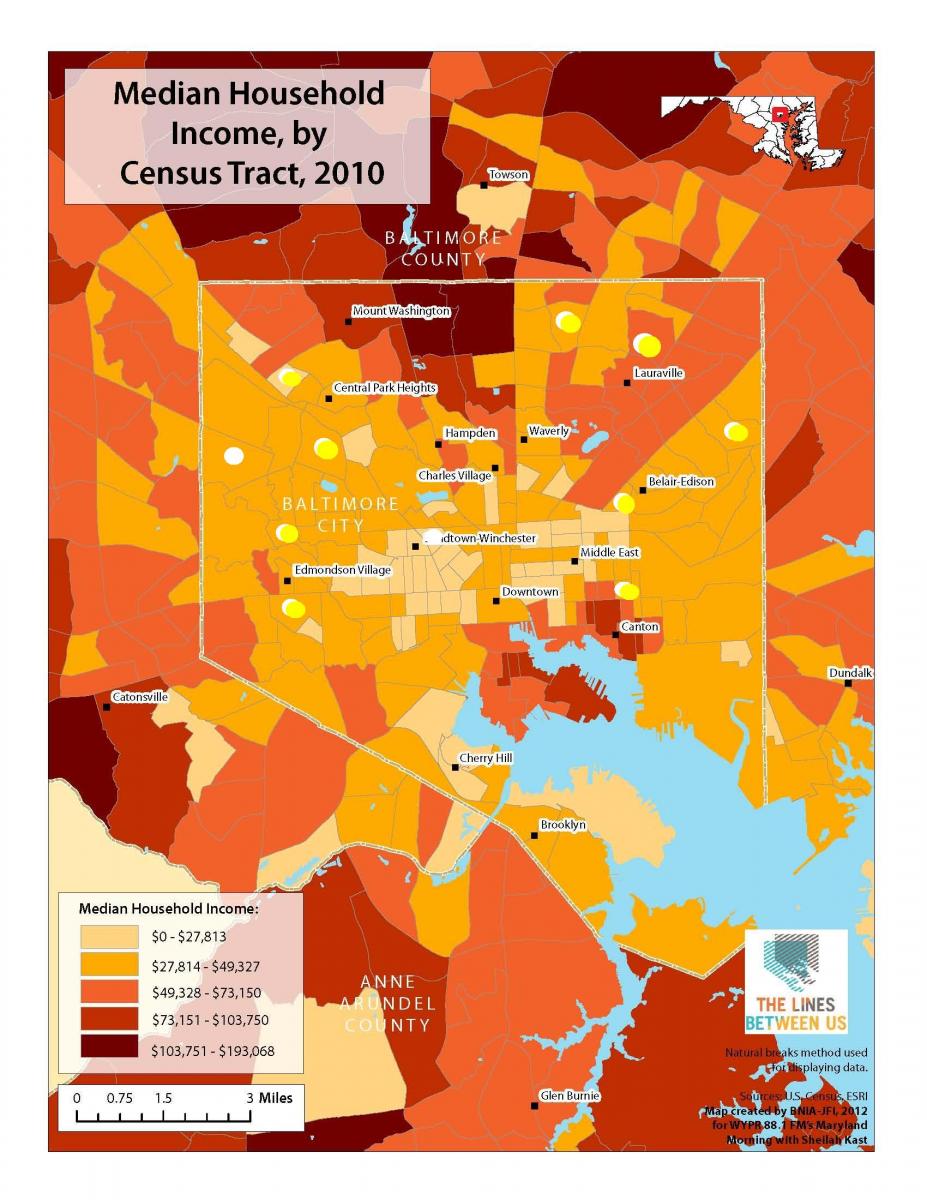 Median Household
Income, by
Census Tract, 2010
Towson
BALTIMORE
COUNTY
Mount Washington
Lauraville
Central Park Heights
Hampden
Waverly
Charles Village
Belair-Edison
BALTIMORE
CITY
dtown-Winchester
Middle East
Edmondson Village
Downtown
Canton
Dundalk
Catonsville
Cherry Hill
Brooklyn
Median Household Income:
$0 - $27,813
$27,814 - $49,327
$49,328 - $73,150
$73,151 - $103,750
$103,751 - $193,068
ANNE
ARUNDEL
COUNTY
THE LINES
BETWEEN US
Natural breaks method used
for displaying data.
0 0.75 1.5 3 Miles
Glen Burnie
Sources: U.S. Census, ESRI
Map created by BNIA-JFI, 2012
for WYPR 88.1 FM's Maryland
Morning with Sheilah Kast